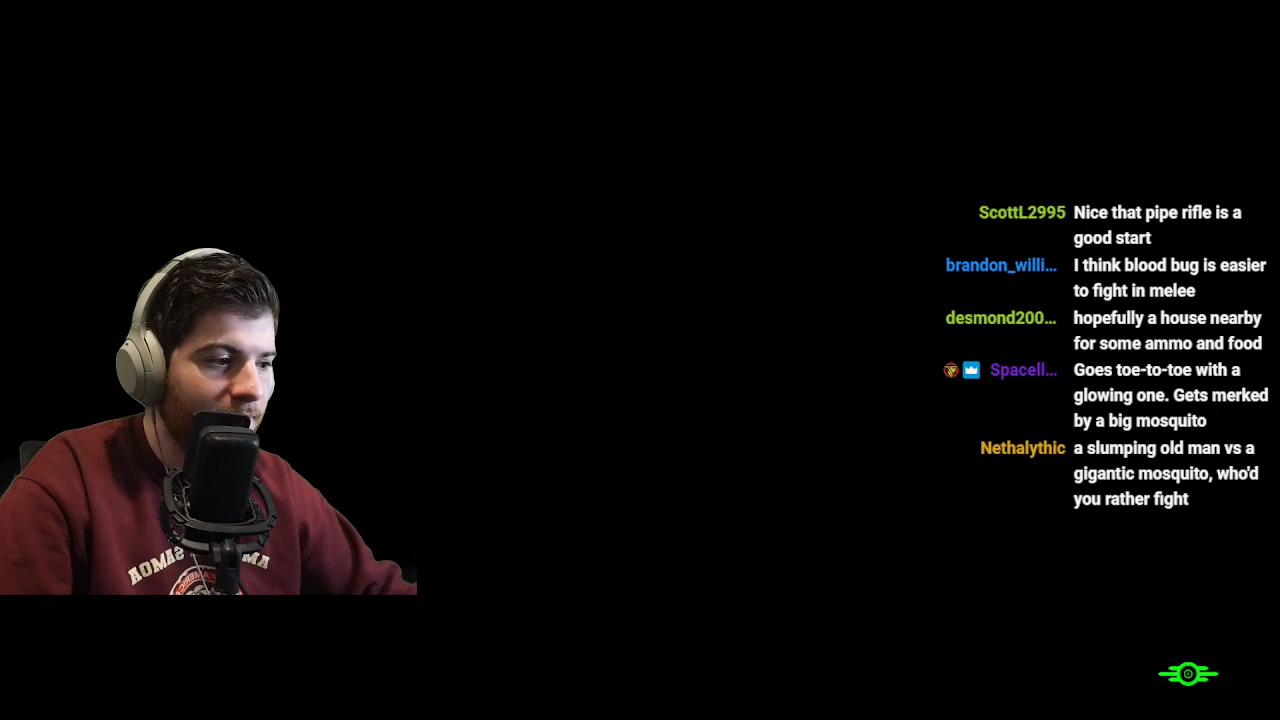 ScottL2995 Nice that pipe rifle is a
good start
brandon_willi... I think blood bug is easier
to fight in melee
desmond200... hopefully a house nearby
for some ammo and food
Spacell... Goes toe-to-toe with a
glowing one. Gets merked
by a big mosquito
Nethalythic a slumping old man vs a
gigantic mosquito, who'd
you rather fight
SAMOA